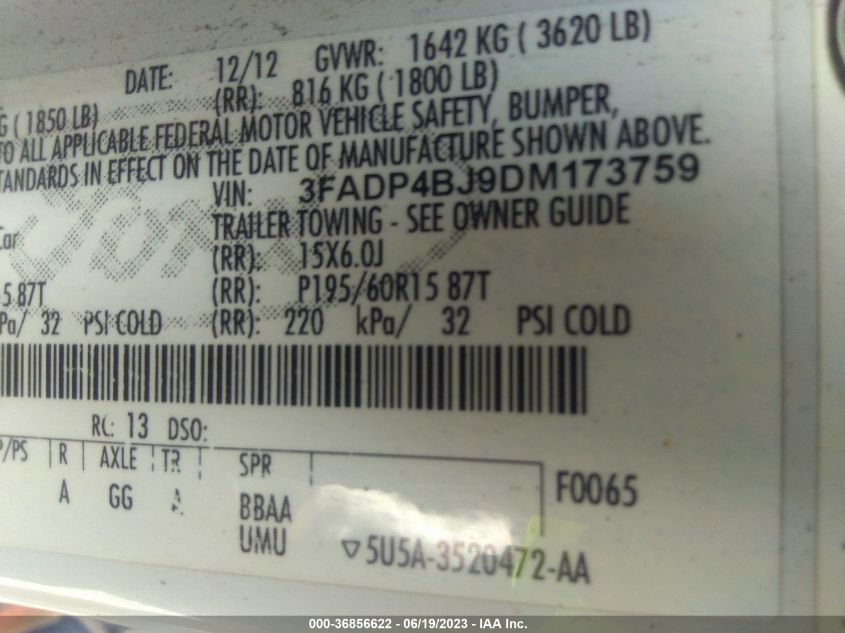 DATE: 12/12 GVWR: 1642 KG ( 3620 LB)
G ( 1850 LB) (RR): 816 KG ( 1800 LB)
TO ALL APPLICABLE FEDERAL MOTOR VEHICLE SAFETY, BUMPER,
TANDARDS IN EFFECT ON THE DATE OF MANUFACTURE SHOWN ABOVE.
VIN: 3FADP4BJ9DM173759
Car TRAILER TOWING - SEE OWNER GUIDE
(RR): 15X6.0J
5 87T (RR): P195/60R15 87T
Pa/ 32 PSI COLD (RR): 220 kPa/ 32 PSI COLD
RC: 13 DSO:
P/PS R AXLE TR SPR
A GG A BBAA F0065
UMU 5U5A-3520472-AA
000-36856622 - 06/19/2023 - IAA Inc.